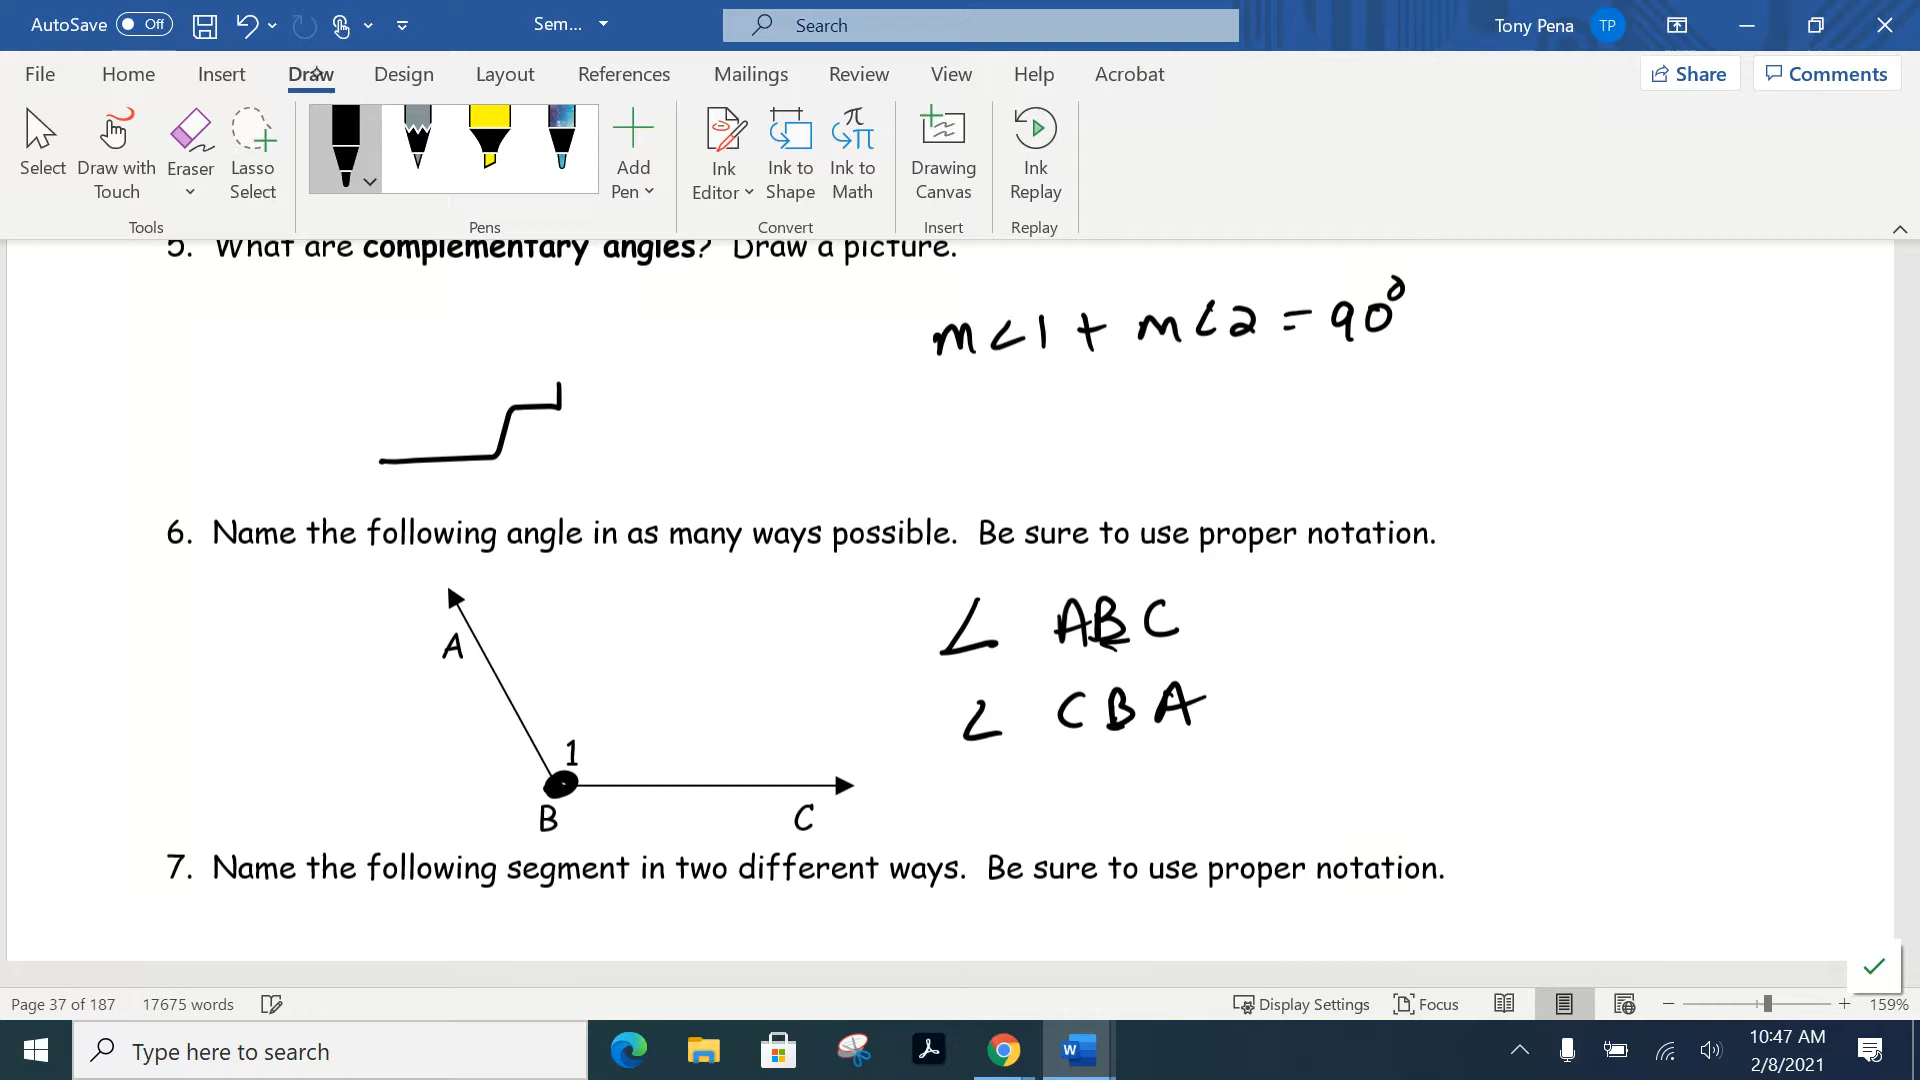 AutoSave Off Sem... Search Tony Pena TP
File Home Insert Draw Design Layout References Mailings Review View Help Acrobat Share Comments
Select Draw with Touch Eraser Lasso Select Add Pen Ink Editor Ink to Shape Ink to Math Drawing Canvas Ink Replay
Tools Pens Convert Insert Replay
5. What are complementary angles? Draw a picture.
m∠1 + m∠2 = 90°
6. Name the following angle in as many ways possible. Be sure to use proper notation.
A
∠ ABC
∠ CBA
1
B C
7. Name the following segment in two different ways. Be sure to use proper notation.
Page 37 of 187 17675 words Display Settings Focus 159%
Type here to search W 10:47 AM
2/8/2021